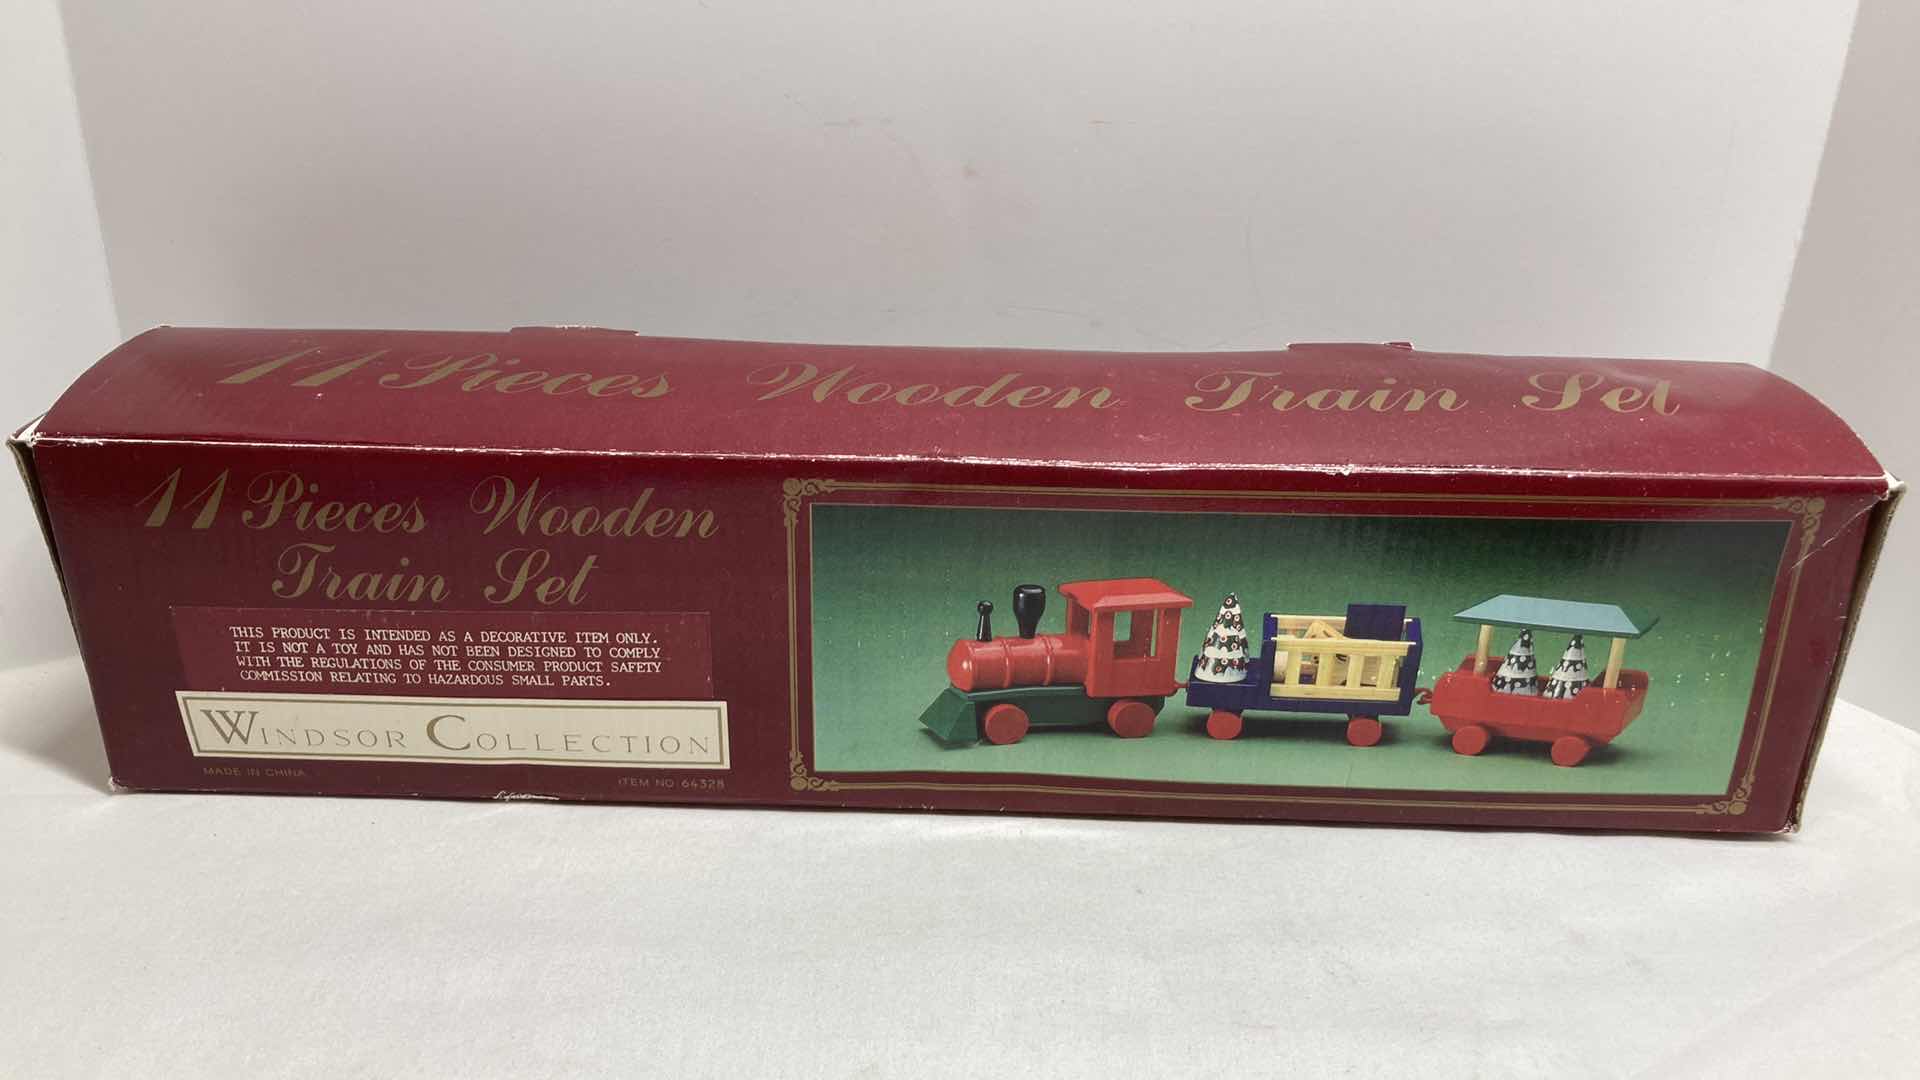 11 Pieces Wooden Train Set
11 Pieces Wooden
Train Set
THIS PRODUCT IS INTENDED AS A DECORATIVE ITEM ONLY.
IT IS NOT A TOY AND HAS NOT BEEN DESIGNED TO COMPLY
WITH THE REGULATIONS OF THE CONSUMER PRODUCT SAFETY
COMMISSION RELATING TO HAZARDOUS SMALL PARTS.
WINDSOR COLLECTION
MADE IN CHINA
ITEM NO 64328